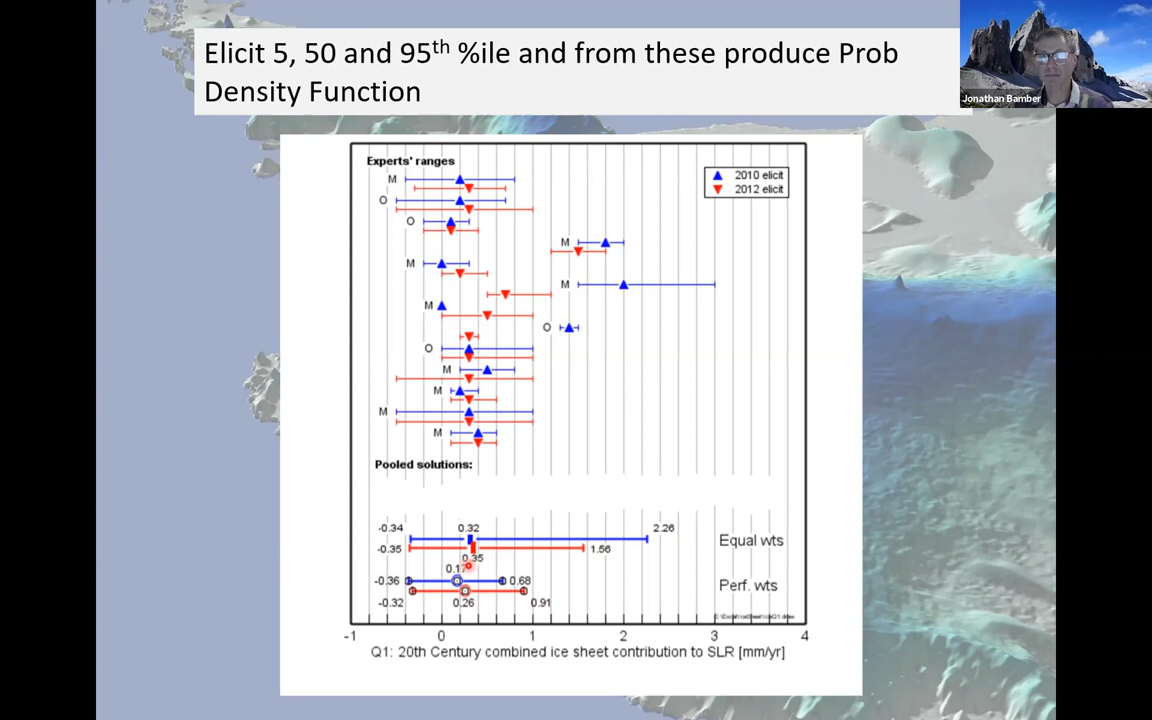 Elicit 5, 50 and 95th %ile and from these produce Prob
Density Function
Jonathan Bamber
Experts' ranges
2010 elicit
2012 elicit
M
O
O
M
M
M
M
O
O
M
M
M
M
Pooled solutions:
-0.34 0.32 2.26
Equal wts
-0.35 1.56
0.35
-0.36 0.68
Perf. wts
-0.32 0.26 0.91
-1 0 1 2 3 4
Q1: 20th Century combined ice sheet contribution to SLR [mm/yr]